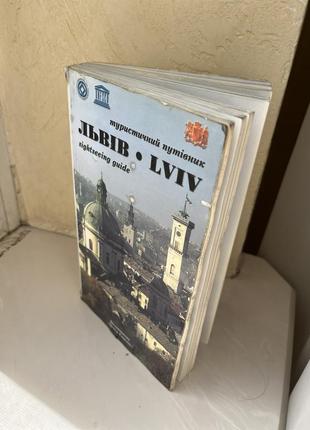 туристичний путівник
ЛЬВІВ • LVIV
sightseeing guide